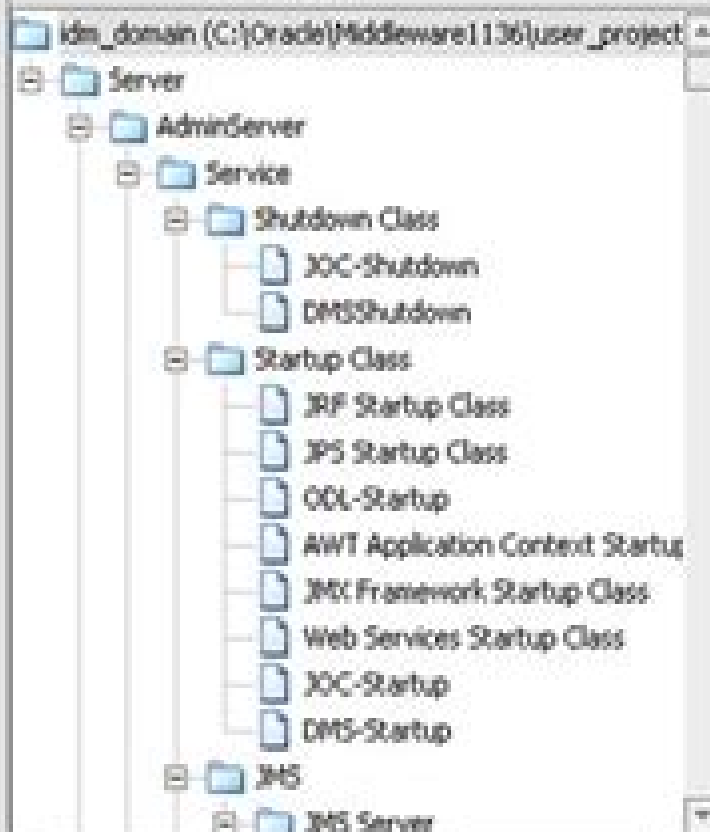 idm_domain (C:\Oracle\Middleware1136\user_project
Server
AdminServer
Service
Shutdown Class
JOC-Shutdown
DMSShutdown
Startup Class
JRF Startup Class
JPS Startup Class
ODL-Startup
AWT Application Context Startup
JMX Framework Startup Class
Web Services Startup Class
JOC-Startup
DMS-Startup
JMS
JMS Server